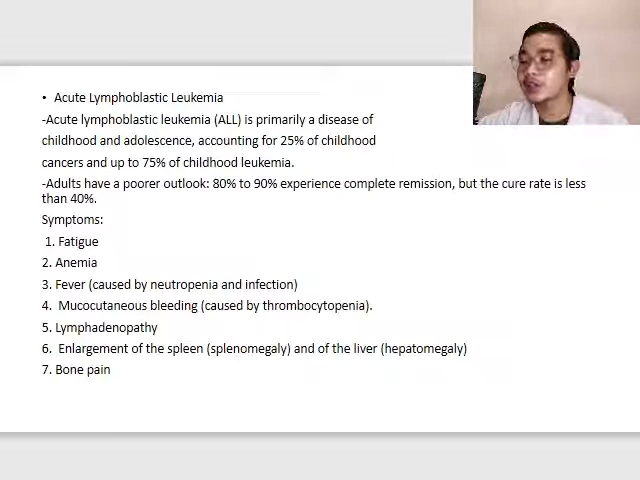 • Acute Lymphoblastic Leukemia
-Acute lymphoblastic leukemia (ALL) is primarily a disease of
childhood and adolescence, accounting for 25% of childhood
cancers and up to 75% of childhood leukemia.
-Adults have a poorer outlook: 80% to 90% experience complete remission, but the cure rate is less
than 40%.
Symptoms:
1. Fatigue
2. Anemia
3. Fever (caused by neutropenia and infection)
4. Mucocutaneous bleeding (caused by thrombocytopenia).
5. Lymphadenopathy
6. Enlargement of the spleen (splenomegaly) and of the liver (hepatomegaly)
7. Bone pain